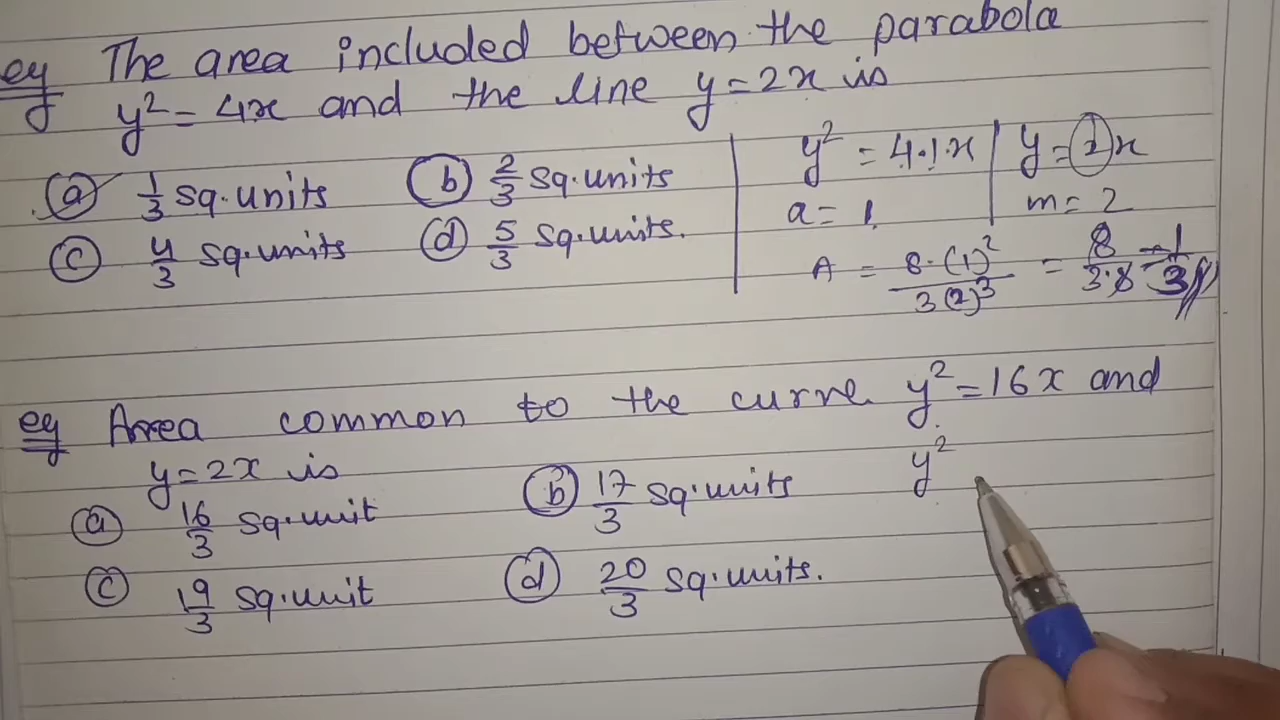 eg The area included between the parabola
y² = 4x and the line y = 2x is
(a) 1/3 sq. units (b) 2/3 sq. units
(c) 4/3 sq. units (d) 5/3 sq. units.
y² = 4·1·x | y = 2x
a = 1. m = 2
A = 8·(1)² / 3(2)³ = 8 / 3·8 = 1/3
eg Area common to the curve y² = 16x and
y = 2x is
(a) 16/3 sq. unit (b) 17/3 sq. units
(c) 19/3 sq. unit (d) 20/3 sq. units.
y²